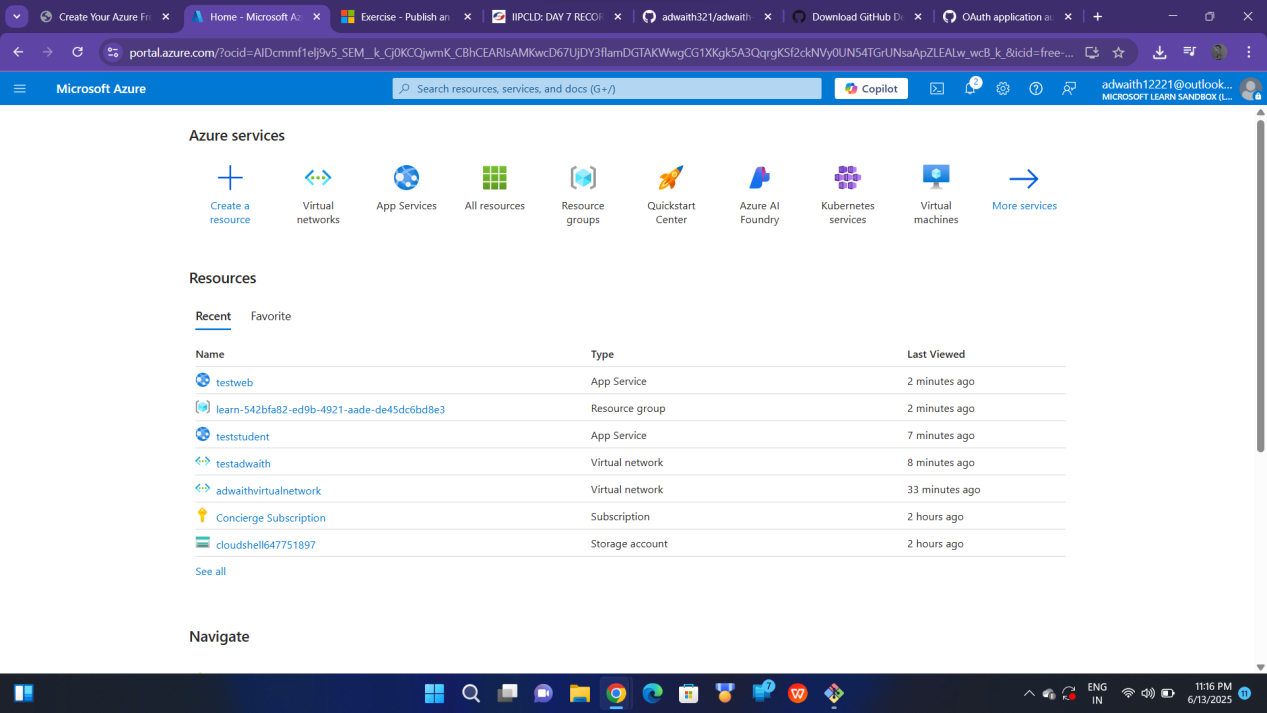 Create Your Azure Fre
Home - Microsoft Az
Exercise - Publish an
IIPCLD: DAY 7 RECOR
adwaith321/adwaith
Download GitHub De
OAuth application au
portal.azure.com/?ocid=AIDcmmf1elj9v5_SEM__k_Cj0KCQjwmK_CBhCEARIsAMKwcD67UjDY3flamDGTAKWwgCG1XKgk5A3QqrgKSf2ckNVy0UN54TGrUNsaApZLEALw_wcB_k_&icid=free-...
Microsoft Azure
Search resources, services, and docs (G+/)
Copilot
2
adwaith12221@outlook...
MICROSOFT LEARN SANDBOX (L...
Azure services
Create a resource
Virtual networks
App Services
All resources
Resource groups
Quickstart Center
Azure AI Foundry
Kubernetes services
Virtual machines
More services
Resources
Recent Favorite
Name Type Last Viewed
testweb App Service 2 minutes ago
learn-542bfa82-ed9b-4921-aade-de45dc6bd8e3 Resource group 2 minutes ago
teststudent App Service 7 minutes ago
testadwaith Virtual network 8 minutes ago
adwaithvirtualnetwork Virtual network 33 minutes ago
Concierge Subscription Subscription 2 hours ago
cloudshell647751897 Storage account 2 hours ago
See all
Navigate
7
W
ENG
IN
11:16 PM
6/13/2025
11